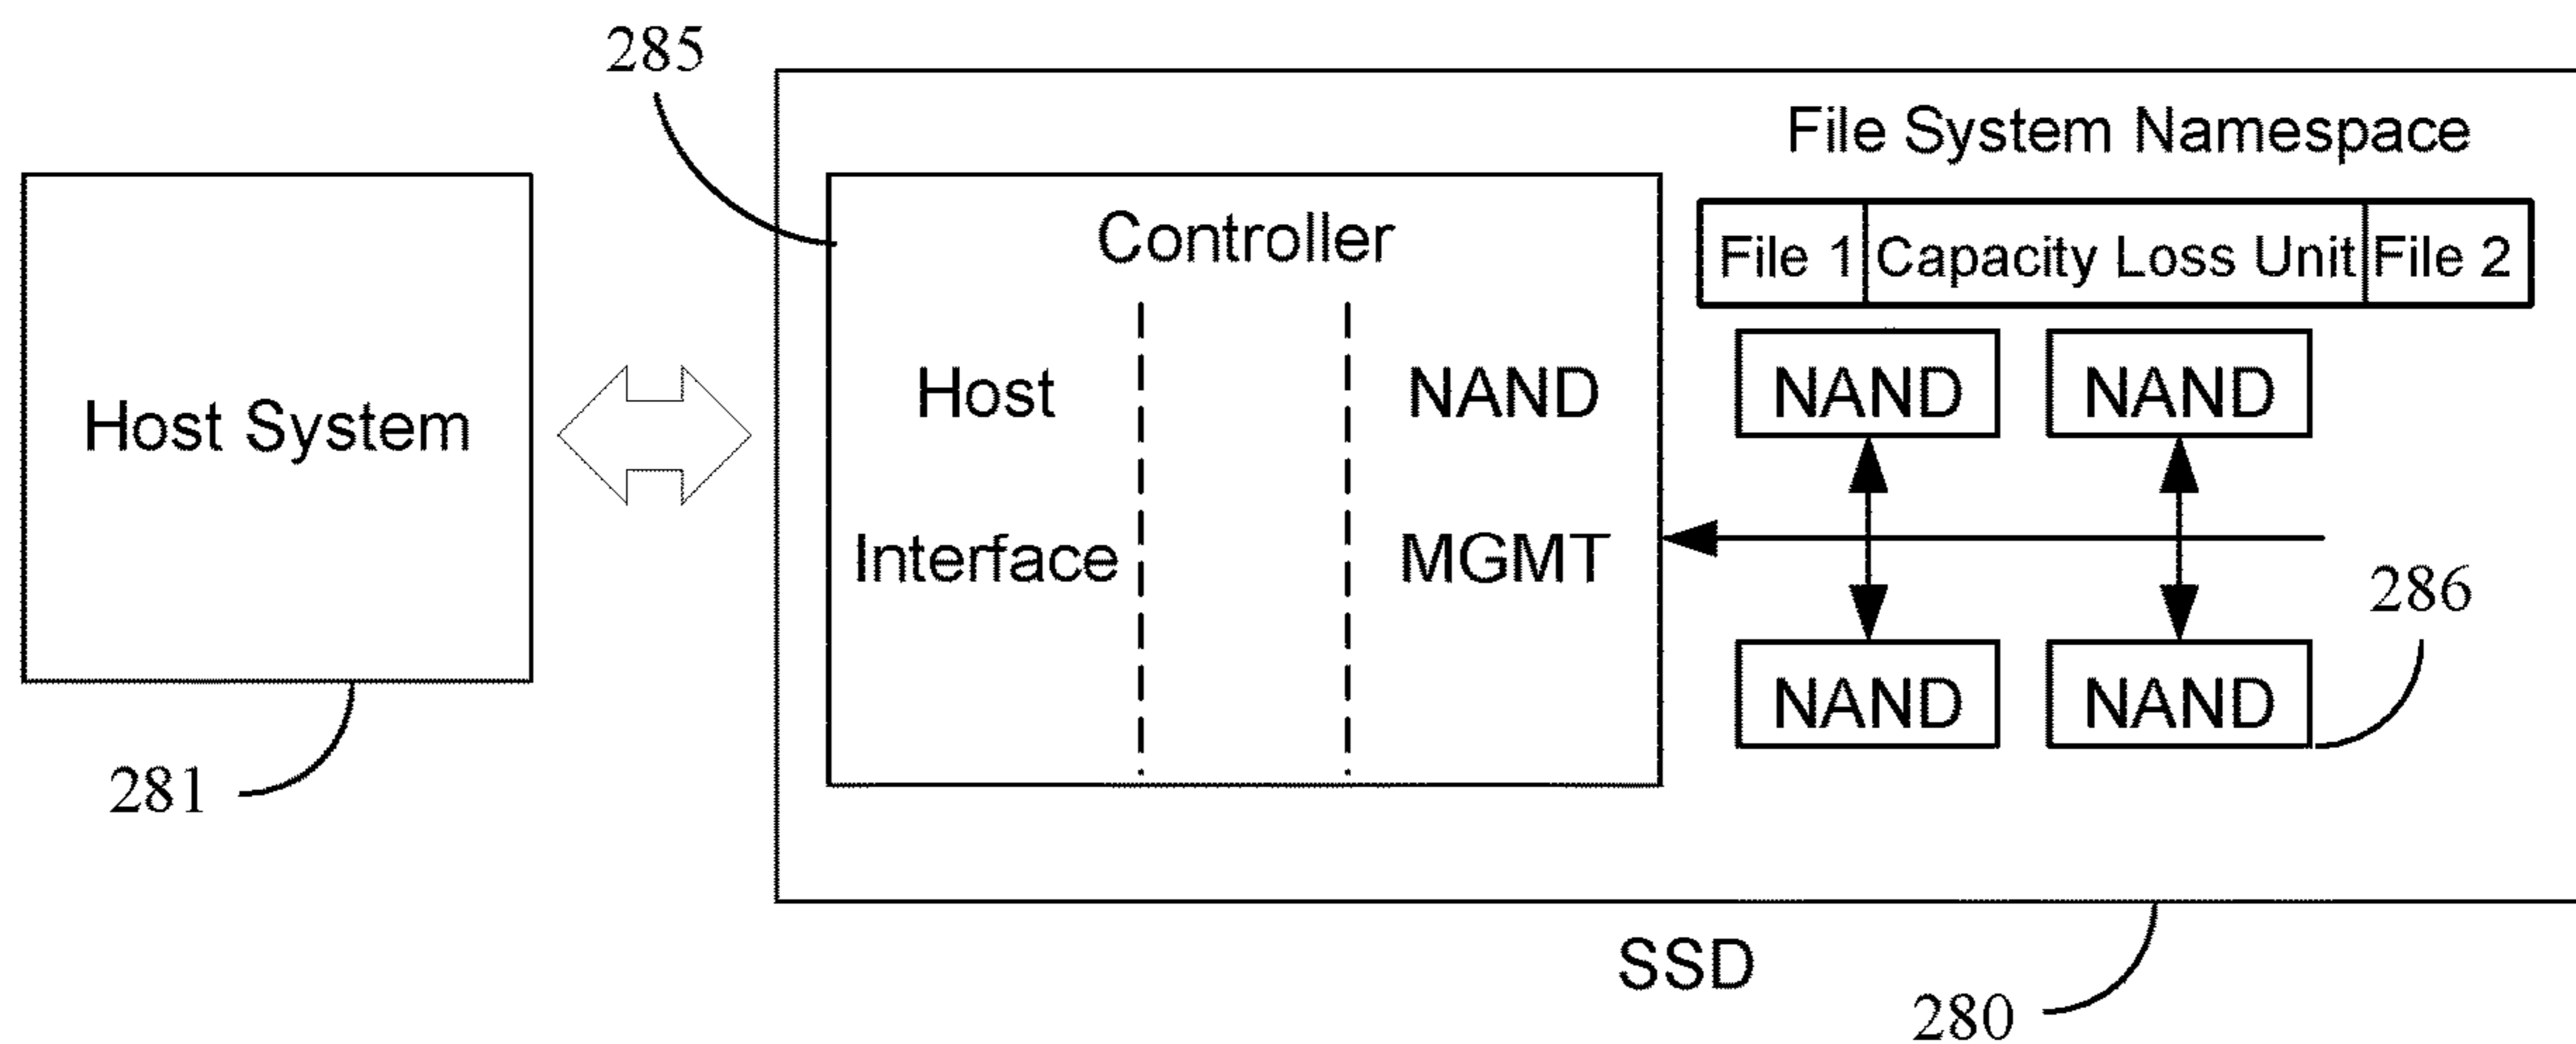 285
File System Namespace
Controller
File 1 Capacity Loss Unit File 2
Host System
Host
Interface
NAND
MGMT
NAND NAND
NAND NAND
286
281
SSD
280